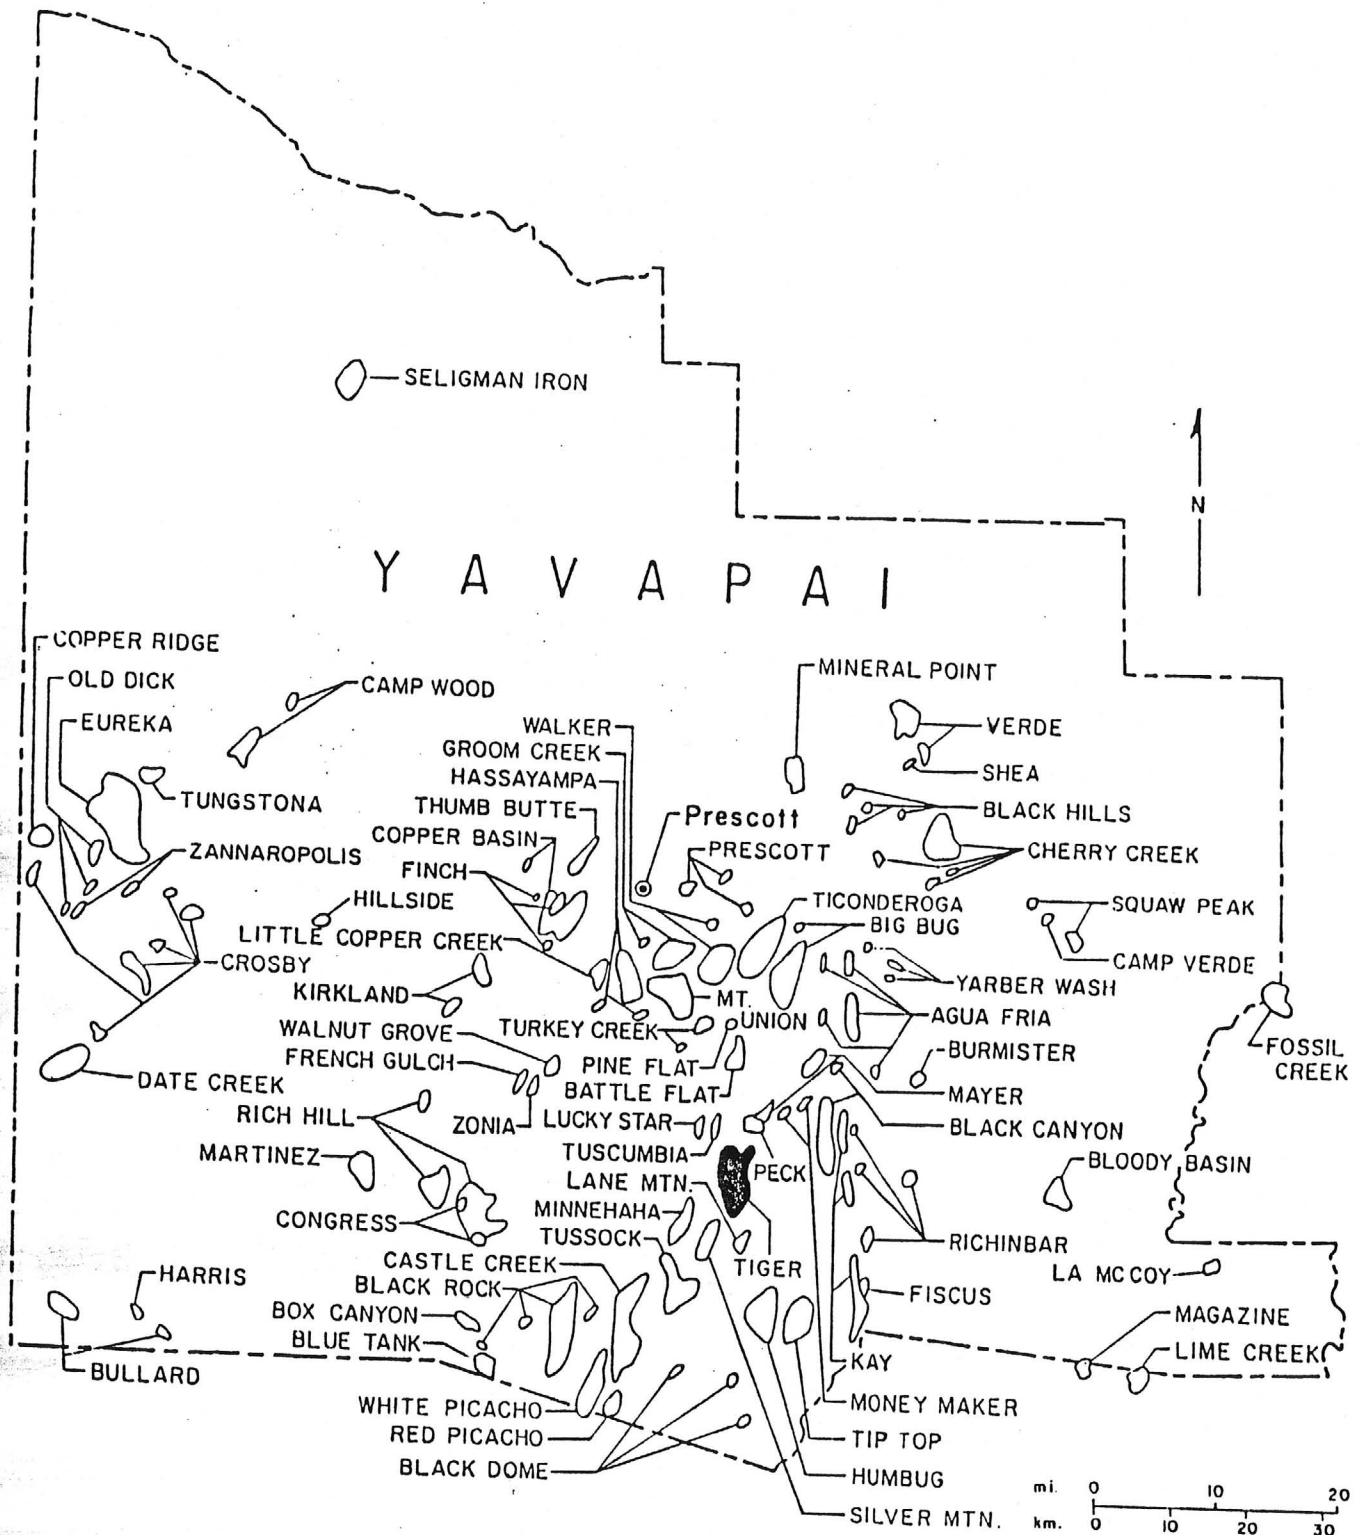 SELIGMAN IRON
N
YAVAPAI
COPPER RIDGE
OLD DICK
CAMP WOOD
MINERAL POINT
EUREKA
WALKER
VERDE
GROOM CREEK
HASSAYAMPA
SHEA
TUNGSTONA
THUMB BUTTE
BLACK HILLS
Prescott
COPPER BASIN
ZANNAROPOLIS
PRESCOTT
CHERRY CREEK
FINCH
HILLSIDE
TICONDEROGA
SQUAW PEAK
BIG BUG
LITTLE COPPER CREEK
CROSBY
CAMP VERDE
YARBER WASH
KIRKLAND
MT.
UNION
AGUA FRIA
WALNUT GROVE
TURKEY CREEK
FOSSIL
CREEK
FRENCH GULCH
PINE FLAT
BURMISTER
DATE CREEK
BATTLE FLAT
MAYER
RICH HILL
ZONIA
LUCKY STAR
BLACK CANYON
MARTINEZ
TUSCUMBIA
PECK
BLOODY BASIN
LANE MTN.
MINNEHAHA
CONGRESS
TUSSOCK
RICHINBAR
CASTLE CREEK
TIGER
LA MC COY
HARRIS
BLACK ROCK
FISCUS
BOX CANYON
MAGAZINE
BLUE TANK
LIME CREEK
BULLARD
KAY
WHITE PICACHO
MONEY MAKER
RED PICACHO
TIP TOP
BLACK DOME
HUMBUG
SILVER MTN.
mi. 0 10 20
km. 0 10 20 30